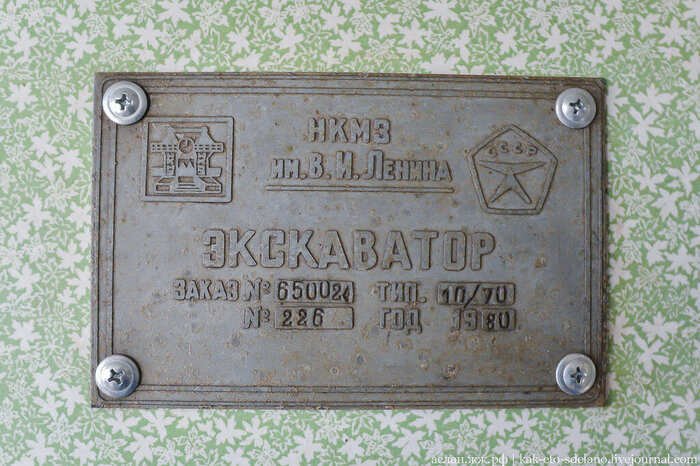 НКМЗ
им. В. И. Ленина
СССР
ЭКСКАВАТОР
ЗАКАЗ № 650024 ТИП. 10/70
№ 226 ГОД 1980
аслан.жж.рф | kak-eto-sdelano.livejournal.com